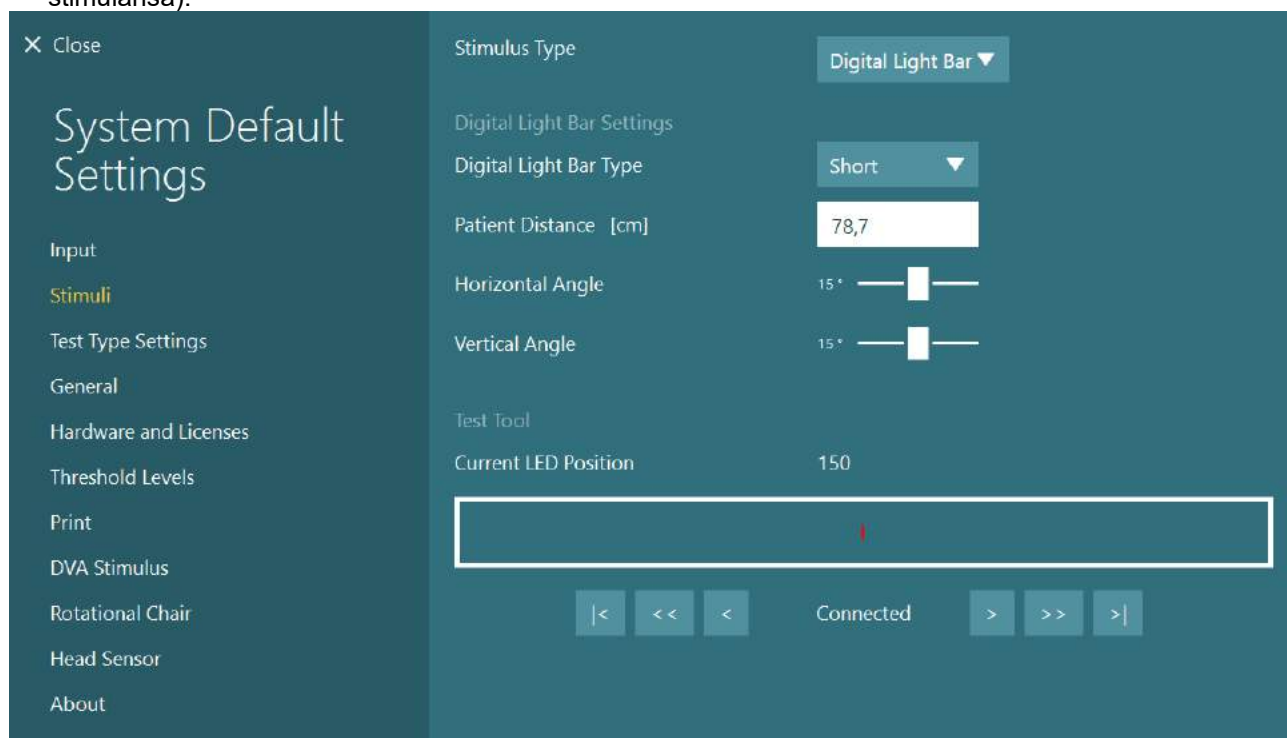 stimulansa).
× Close
System Default
Settings
Input
Stimuli
Test Type Settings
General
Hardware and Licenses
Threshold Levels
Print
DVA Stimulus
Rotational Chair
Head Sensor
About
Stimulus Type Digital Light Bar ▼
Digital Light Bar Settings
Digital Light Bar Type Short ▼
Patient Distance [cm] 78,7
Horizontal Angle 15°
Vertical Angle 15°
Test Tool
Current LED Position 150
|< << < Connected > >> >|